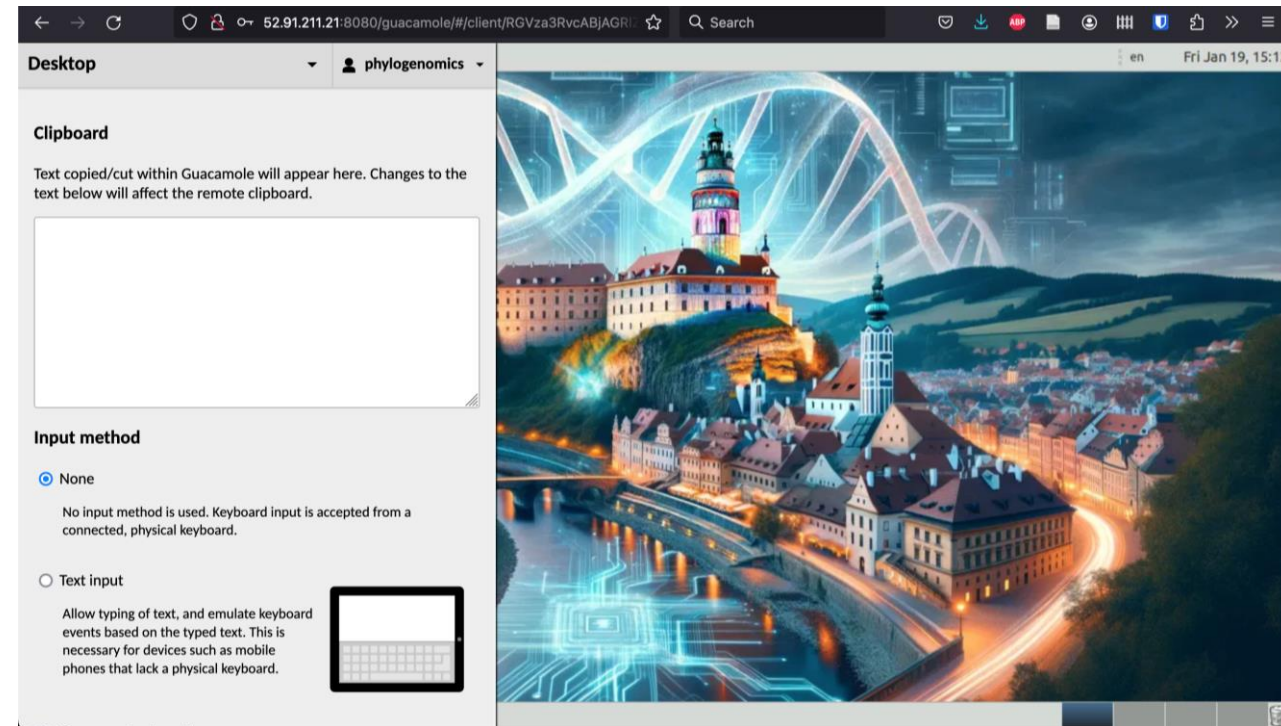 52.91.211.21:8080/guacamole/#/client/RGVza3RvcABjAGRI
Search
ABP
Desktop
phylogenomics
en
Fri Jan 19, 15:1
Clipboard
Text copied/cut within Guacamole will appear here. Changes to the
text below will affect the remote clipboard.
Input method
None
No input method is used. Keyboard input is accepted from a
connected, physical keyboard.
Text input
Allow typing of text, and emulate keyboard
events based on the typed text. This is
necessary for devices such as mobile
phones that lack a physical keyboard.